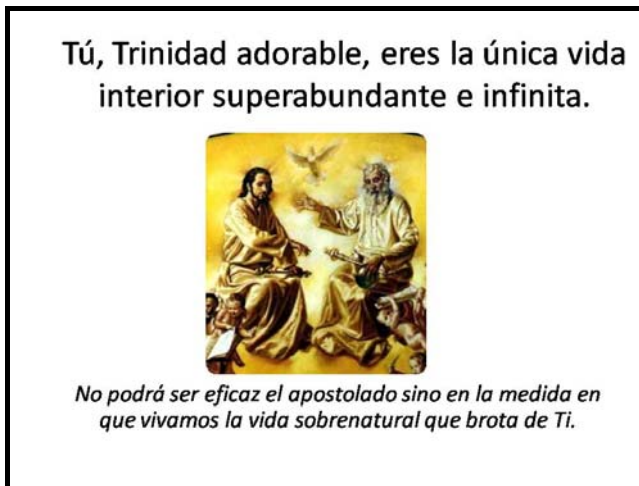 Tú, Trinidad adorable, eres la única vida
interior superabundante e infinita.
No podrá ser eficaz el apostolado sino en la medida en
que vivamos la vida sobrenatural que brota de Ti.